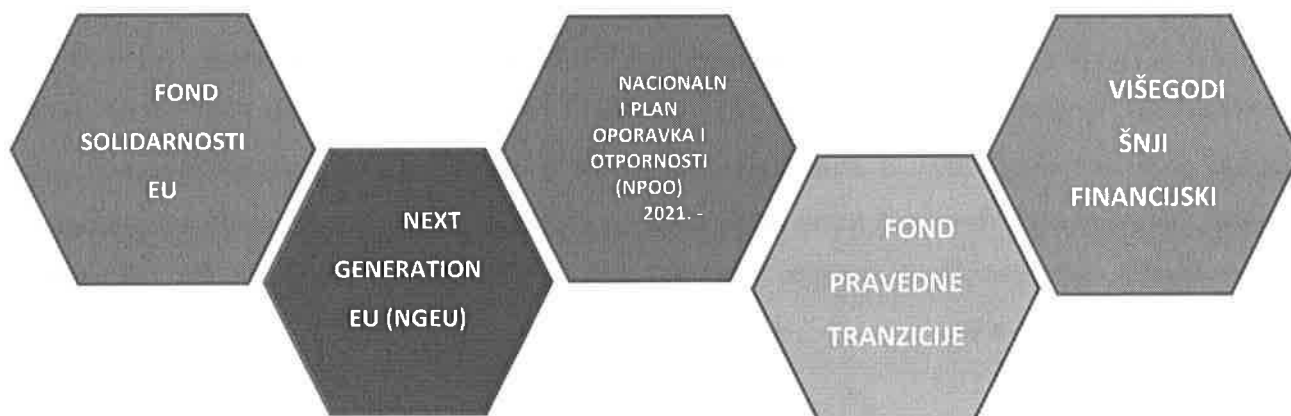 FOND
SOLIDARNOSTI
EU
NEXT
GENERATION
EU (NGEU)
NACIONALN
I PLAN
OPORAVKA I
OTPORNOSTI
(NPOO)
2021. -
FOND
PRAVEDNE
TRANZICIJE
VIŠEGODI
ŠNJI
FINANCIJSKI